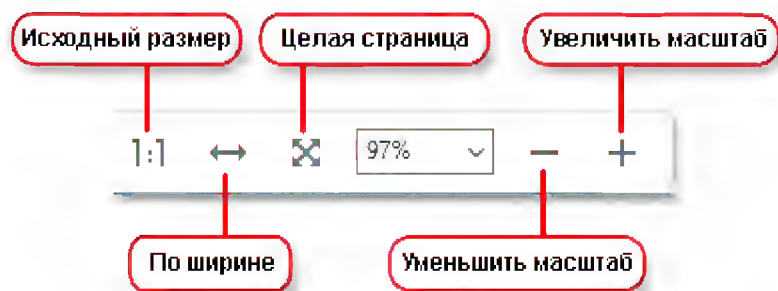 Исходный размер
Целая страница
Увеличить масштаб
1:1
97%
По ширине
Уменьшить масштаб